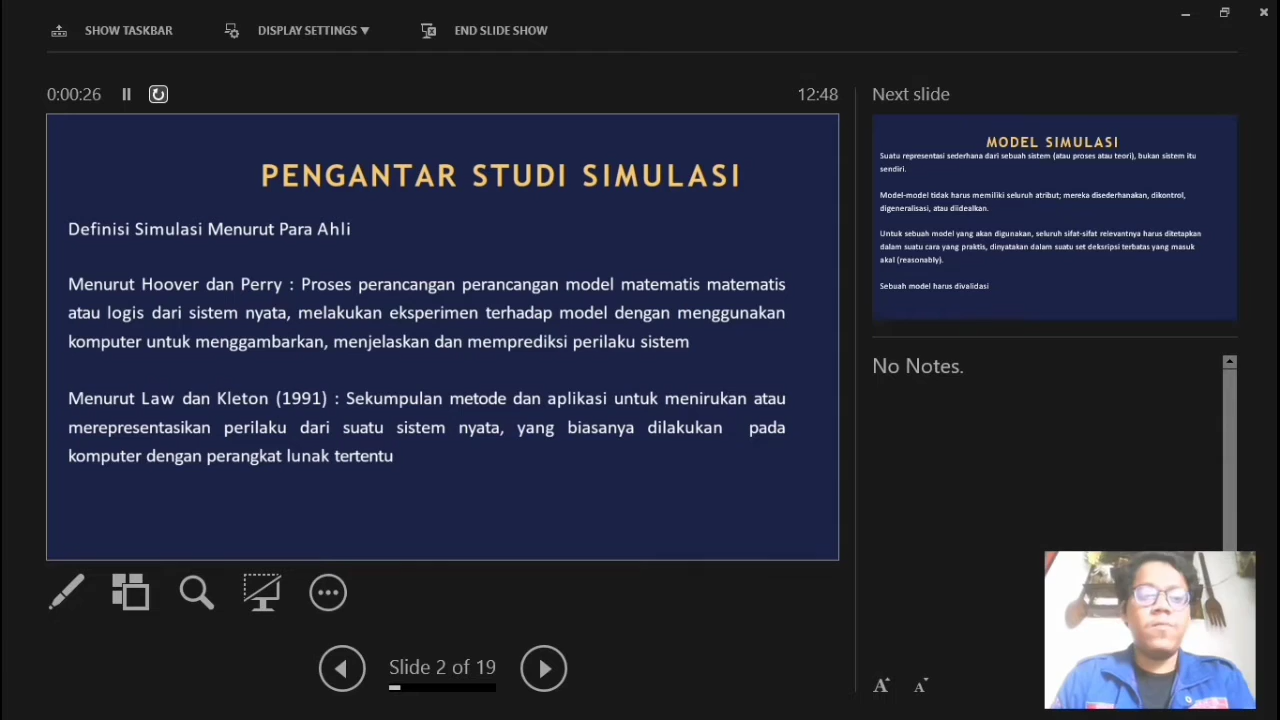 SHOW TASKBAR
DISPLAY SETTINGS
END SLIDE SHOW
0:00:26
12:48
PENGANTAR STUDI SIMULASI
Definisi Simulasi Menurut Para Ahli
Menurut Hoover dan Perry : Proses perancangan perancangan model matematis matematis
atau logis dari sistem nyata, melakukan eksperimen terhadap model dengan menggunakan
komputer untuk menggambarkan, menjelaskan dan memprediksi perilaku sistem
Menurut Law dan Kleton (1991) : Sekumpulan metode dan aplikasi untuk menirukan atau
merepresentasikan perilaku dari suatu sistem nyata, yang biasanya dilakukan pada
komputer dengan perangkat lunak tertentu
Slide 2 of 19
Next slide
MODEL SIMULASI
Suatu representasi sederhana dari sebuah sistem (atau proses atau teori), bukan sistem itu
sendiri.
Model-model tidak harus memiliki seluruh atribut; mereka disederhanakan, dikontrol,
digeneralisasi, atau diidealkan.
Untuk sebuah model yang akan digunakan, seluruh sifat-sifat relevantnya harus ditetapkan
dalam suatu cara yang praktis, dinyatakan dalam suatu set deksripsi terbatas yang masuk
akal (reasonably).
Sebuah model harus divalidasi
No Notes.
A A